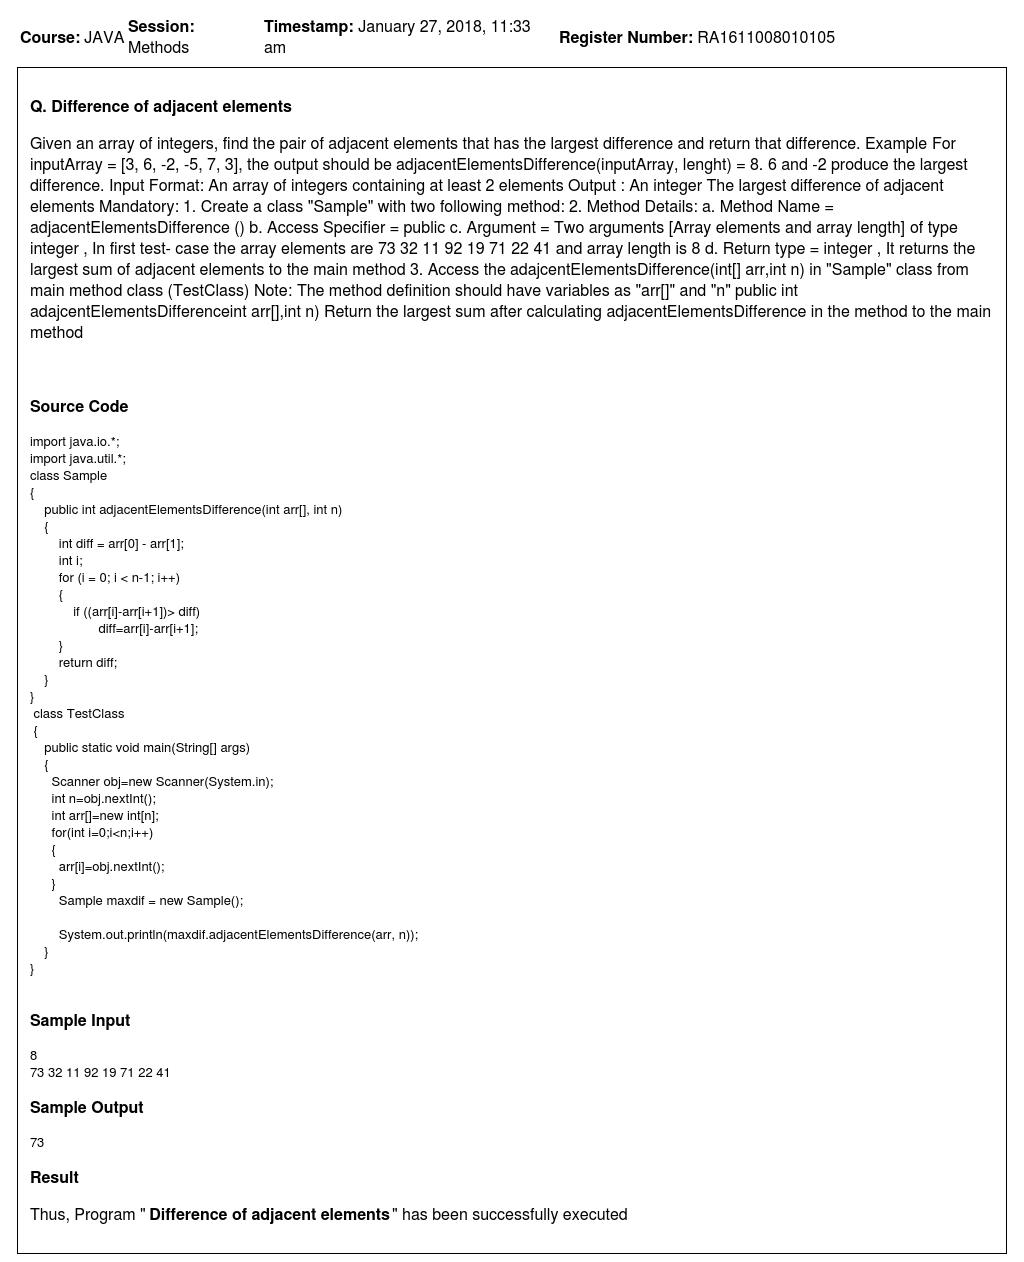 Course: JAVA Session: Methods Timestamp: January 27, 2018, 11:33 am Register Number: RA1611008010105
Q. Difference of adjacent elements
Given an array of integers, find the pair of adjacent elements that has the largest difference and return that difference. Example For
inputArray = [3, 6, -2, -5, 7, 3], the output should be adjacentElementsDifference(inputArray, lenght) = 8. 6 and -2 produce the largest
difference. Input Format: An array of integers containing at least 2 elements Output : An integer The largest difference of adjacent
elements Mandatory: 1. Create a class "Sample" with two following method: 2. Method Details: a. Method Name =
adjacentElementsDifference () b. Access Specifier = public c. Argument = Two arguments [Array elements and array length] of type
integer , In first test- case the array elements are 73 32 11 92 19 71 22 41 and array length is 8 d. Return type = integer , It returns the
largest sum of adjacent elements to the main method 3. Access the adajcentElementsDifference(int[] arr,int n) in "Sample" class from
main method class (TestClass) Note: The method definition should have variables as "arr[]" and "n" public int
adajcentElementsDifferenceint arr[],int n) Return the largest sum after calculating adjacentElementsDifference in the method to the main
method
Source Code
import java.io.*;
import java.util.*;
class Sample
{
    public int adjacentElementsDifference(int arr[], int n)
    {
        int diff = arr[0] - arr[1];
        int i;
        for (i = 0; i < n-1; i++)
        {
            if ((arr[i]-arr[i+1])> diff)
                   diff=arr[i]-arr[i+1];
        }
        return diff;
    }
}
 class TestClass
 {
    public static void main(String[] args)
    {
      Scanner obj=new Scanner(System.in);
      int n=obj.nextInt();
      int arr[]=new int[n];
      for(int i=0;i<n;i++)
      {
        arr[i]=obj.nextInt();
      }
        Sample maxdif = new Sample();
        System.out.println(maxdif.adjacentElementsDifference(arr, n));
    }
}
Sample Input
8
73 32 11 92 19 71 22 41
Sample Output
73
Result
Thus, Program " Difference of adjacent elements" has been successfully executed